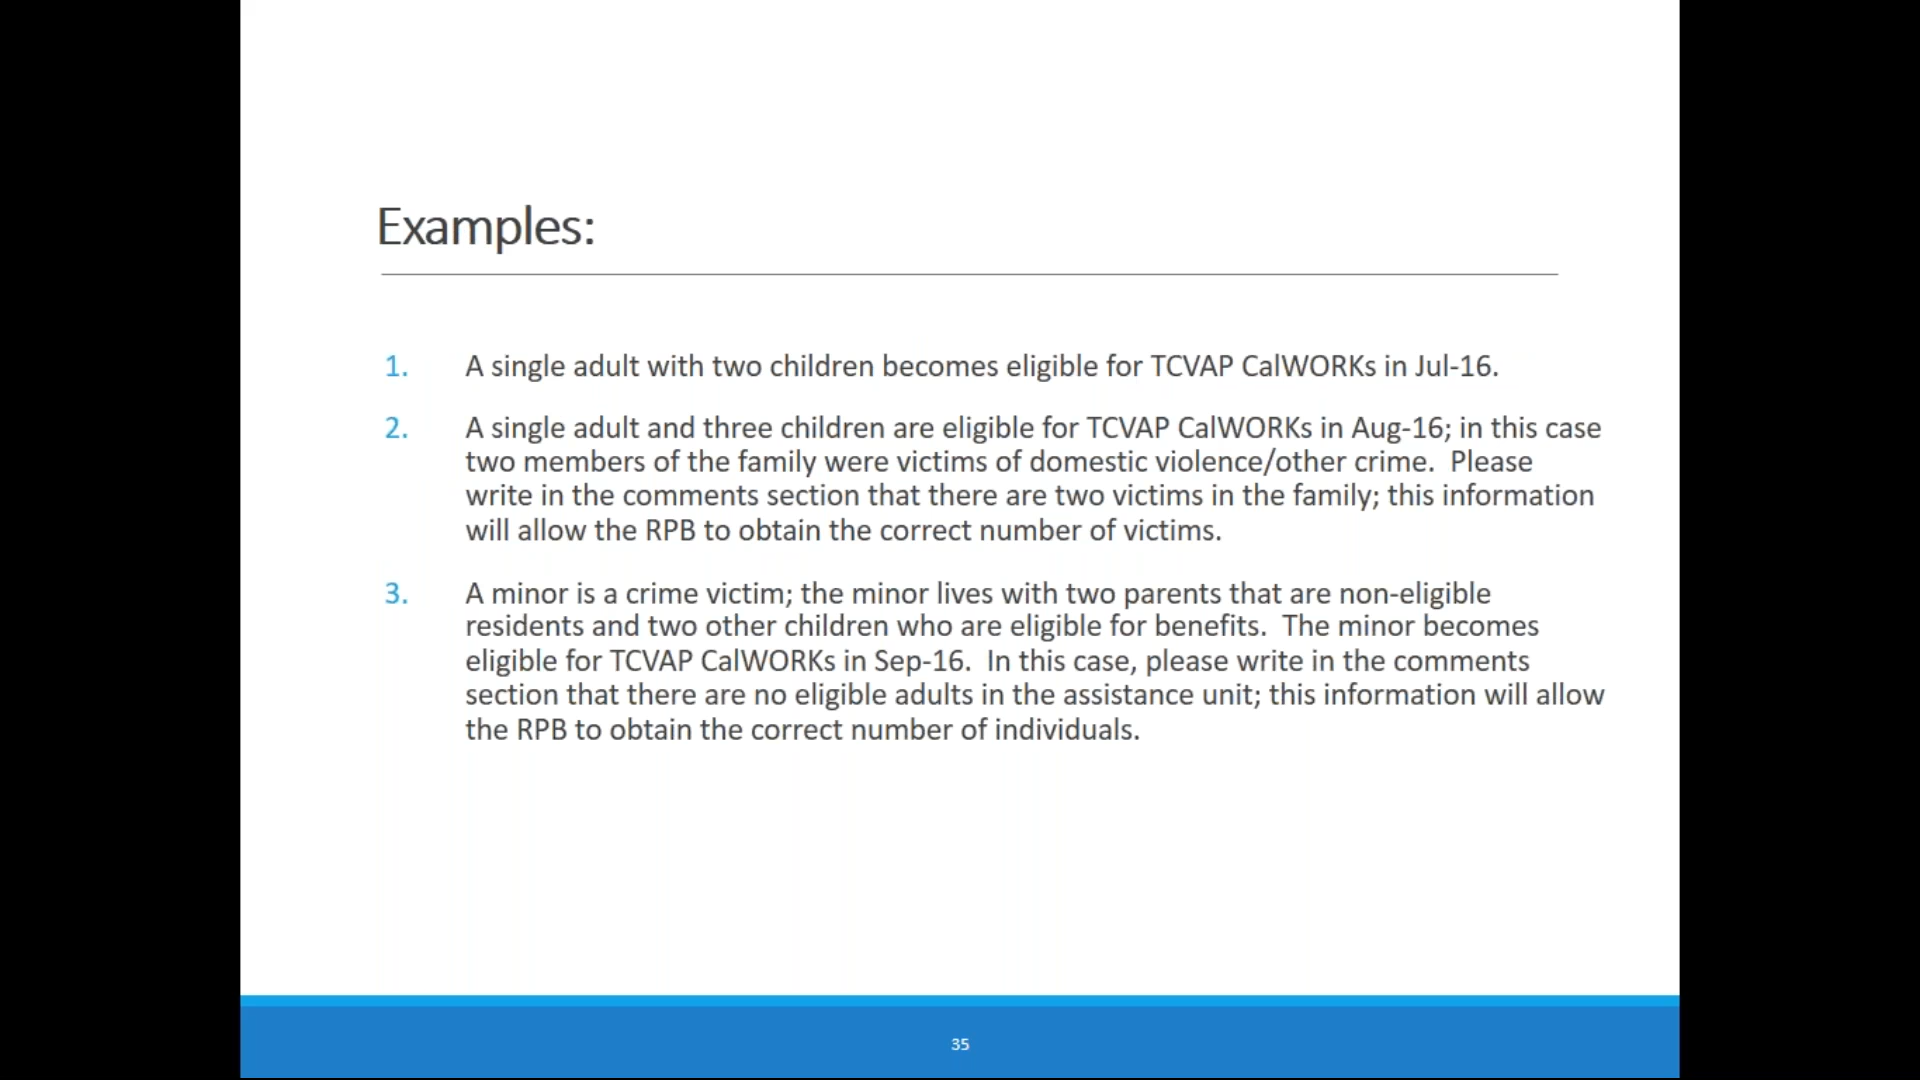 Examples:
1. A single adult with two children becomes eligible for TCVAP CalWORKs in Jul-16.
2. A single adult and three children are eligible for TCVAP CalWORKs in Aug-16; in this case
two members of the family were victims of domestic violence/other crime.  Please
write in the comments section that there are two victims in the family; this information
will allow the RPB to obtain the correct number of victims.
3. A minor is a crime victim; the minor lives with two parents that are non-eligible
residents and two other children who are eligible for benefits.  The minor becomes
eligible for TCVAP CalWORKs in Sep-16.  In this case, please write in the comments
section that there are no eligible adults in the assistance unit; this information will allow
the RPB to obtain the correct number of individuals.
35